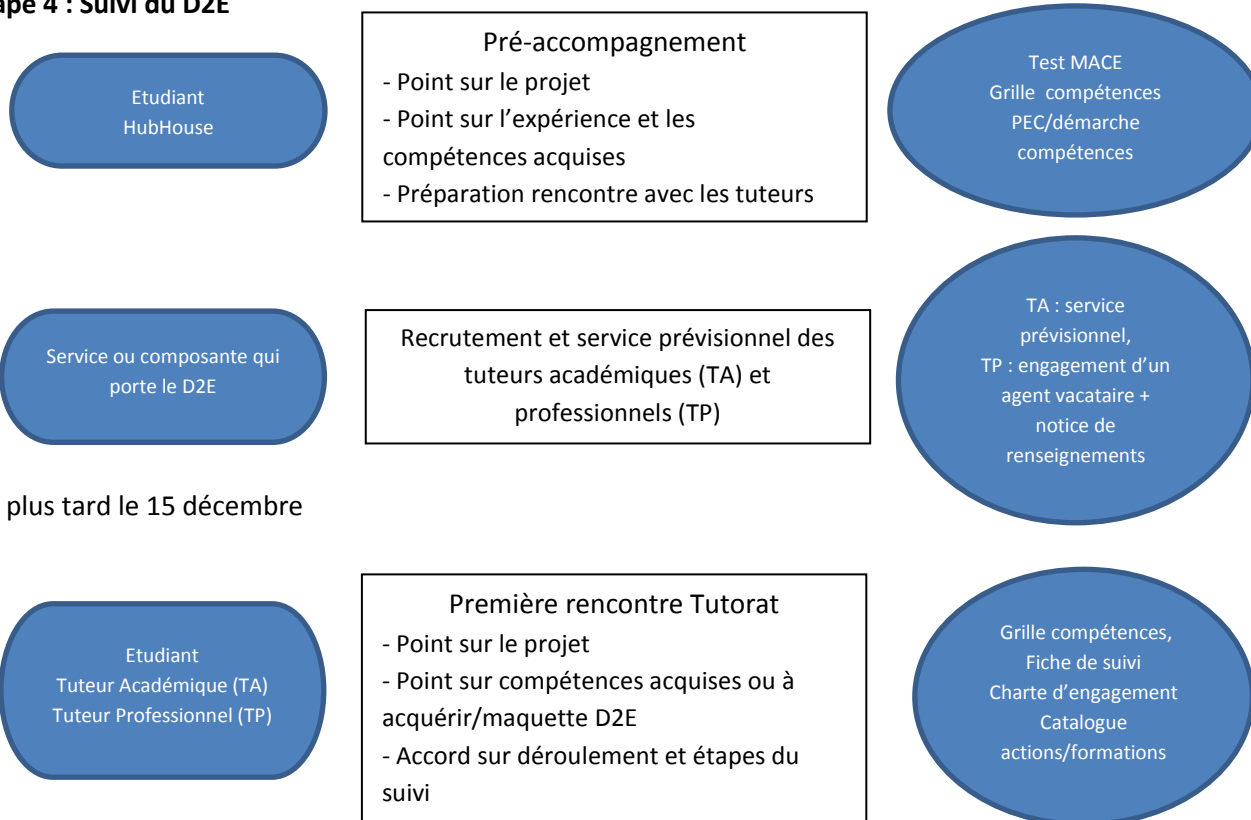 ape 4 : Suivi du D2E
Etudiant
HubHouse
Pré-accompagnement
- Point sur le projet
- Point sur l’expérience et les
compétences acquises
- Préparation rencontre avec les tuteurs
Test MACE
Grille compétences
PEC/démarche
compétences
Service ou composante qui
porte le D2E
Recrutement et service prévisionnel des
tuteurs académiques (TA) et
professionnels (TP)
TA : service
prévisionnel,
TP : engagement d’un
agent vacataire +
notice de
renseignements
plus tard le 15 décembre
Etudiant
Tuteur Académique (TA)
Tuteur Professionnel (TP)
Première rencontre Tutorat
- Point sur le projet
- Point sur compétences acquises ou à
acquérir/maquette D2E
- Accord sur déroulement et étapes du
suivi
Grille compétences,
Fiche de suivi
Charte d’engagement
Catalogue
actions/formations